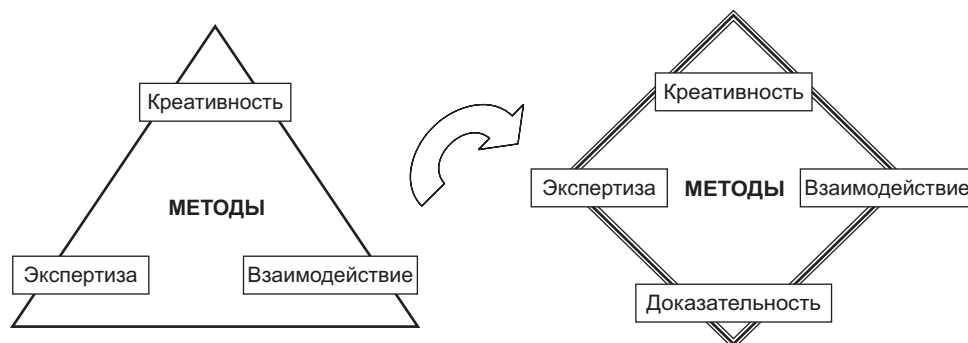 Креативность
МЕТОДЫ
Экспертиза
Взаимодействие
Креативность
Экспертиза
МЕТОДЫ
Взаимодействие
Доказательность